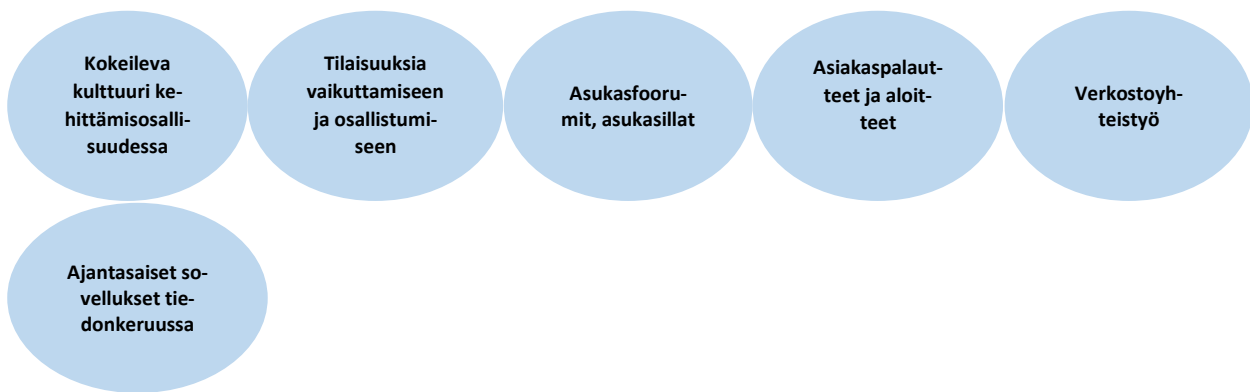 Kokeileva
kulttuuri ke-
hittämisosalli-
suudessa
Tilaisuuksia
vaikuttamiseen
ja osallistumi-
seen
Asukasfooru-
mit, asukasillat
Asiakaspalaut-
teet ja aloit-
teet
Verkostoyh-
teistyö
Ajantasaiset so-
vellukset tie-
donkeruussa